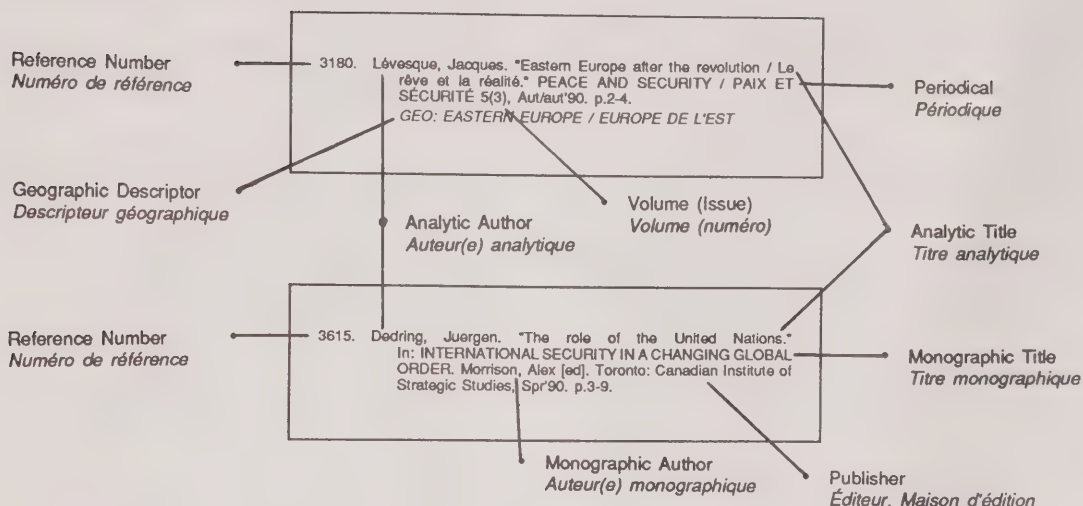 Reference Number
Numéro de référence
3180. Lévesque, Jacques. "Eastern Europe after the revolution / Le
rêve et la réalité." PEACE AND SECURITY / PAIX ET
SÉCURITÉ 5(3), Aut/aut'90. p.2-4.
GEO: EASTERN EUROPE / EUROPE DE L'EST
Periodical
Périodique
Geographic Descriptor
Descripteur géographique
Analytic Author
Auteur(e) analytique
Volume (Issue)
Volume (numéro)
Analytic Title
Titre analytique
Reference Number
Numéro de référence
3615. Dedring, Juergen. "The role of the United Nations."
In: INTERNATIONAL SECURITY IN A CHANGING GLOBAL
ORDER. Morrison, Alex [ed]. Toronto: Canadian Institute of
Strategic Studies, Spr'90. p.3-9.
Monographic Title
Titre monographique
Monographic Author
Auteur(e) monographique
Publisher
Éditeur, Maison d'édition